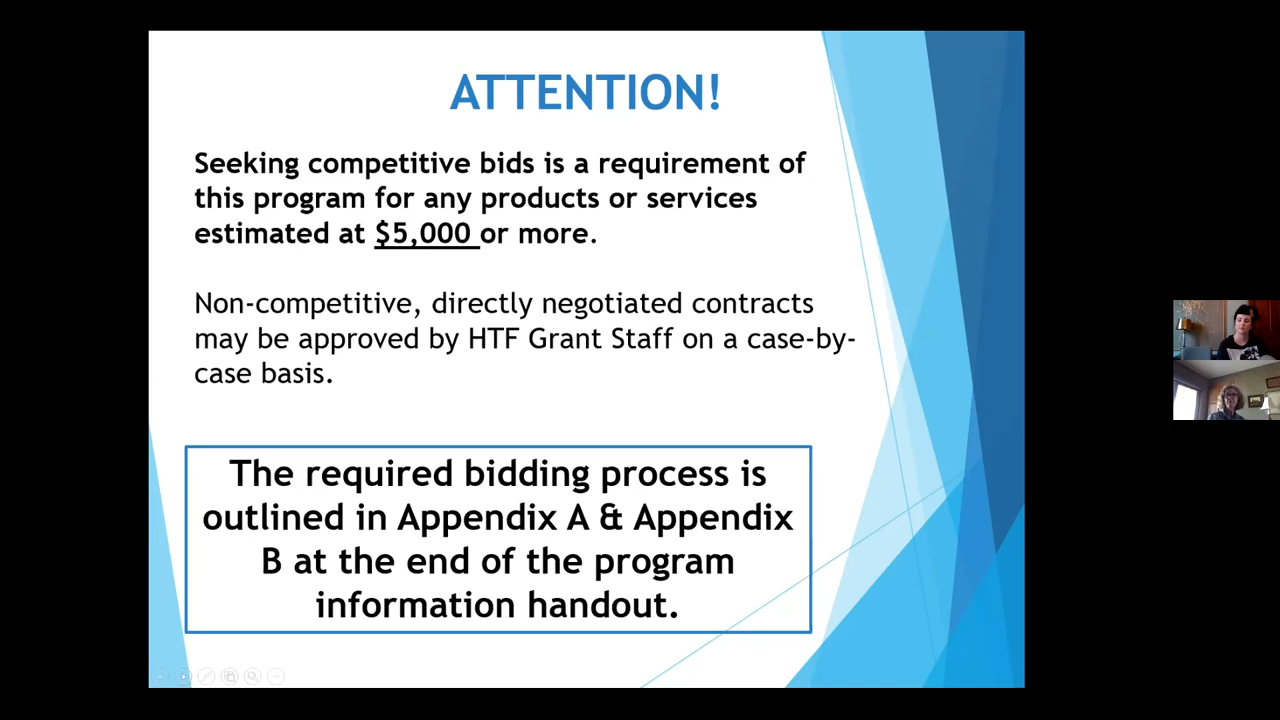 ATTENTION!
Seeking competitive bids is a requirement of
this program for any products or services
estimated at $5,000 or more.
Non-competitive, directly negotiated contracts
may be approved by HTF Grant Staff on a case-by-
case basis.
The required bidding process is
outlined in Appendix A & Appendix
B at the end of the program
information handout.